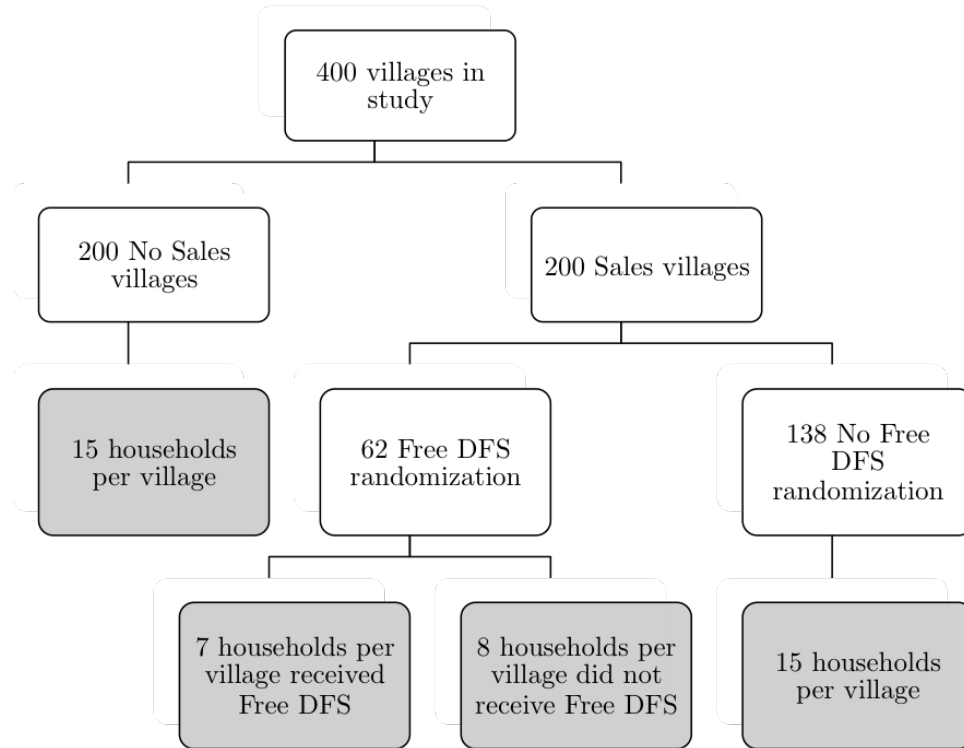 400 villages in
study
200 No Sales
villages
200 Sales villages
15 households
per village
62 Free DFS
randomization
138 No Free
DFS
randomization
7 households per
village received
Free DFS
8 households per
village did not
receive Free DFS
15 households
per village